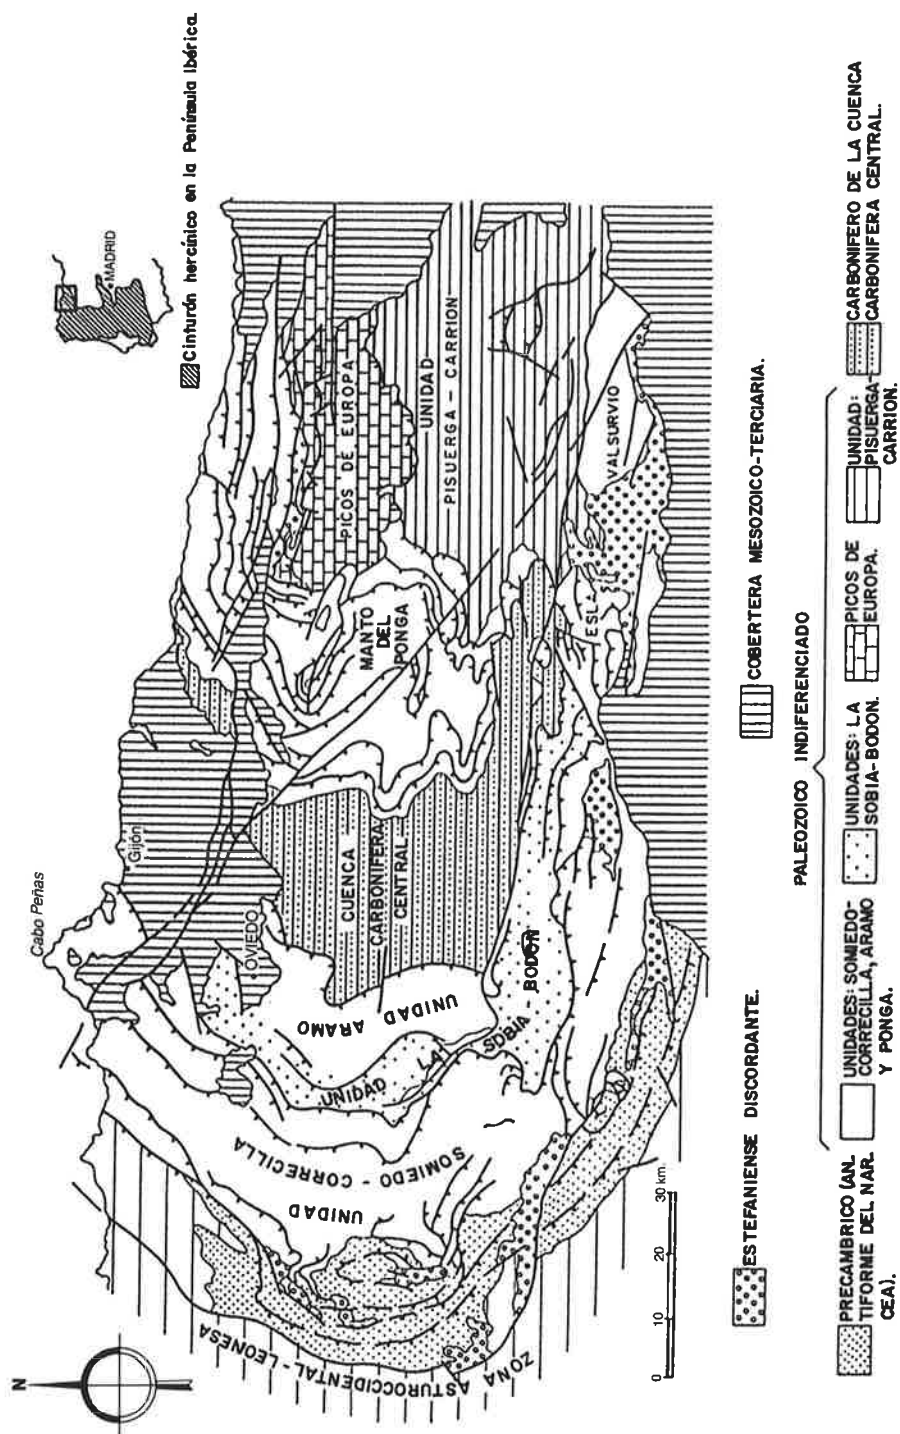 N
Cabo Peñas
Gijón
OVIEDO
MADRID
Cinturón hercínico en la Península Ibérica.
ZONA
ASTUROCCIDENTAL-LEONESA
UNIDAD
SOMIEDO - CORRECILLA
UNIDAD
LA
SOBIA
-BODON
UNIDAD ARAMO
CUENCA
CARBONIFERA
CENTRAL
MANTO
DEL
PONGA
PICOS DE EUROPA
UNIDAD
PISUERGA - CARRION
ESLA
VALSURVIO
0 10 20 30 km.
ESTEFANIENSE DISCORDANTE.
COBERTERA MESOZOICO-TERCIARIA.
PALEOZOICO INDIFERENCIADO
PRECAMBRICO (AN-
TIFORME DEL NAR-
CEA).
UNIDADES: SOMIEDO-
CORRECILLA, ARAMO
Y PONGA.
UNIDADES: LA
SOBIA-BODON.
PICOS DE
EUROPA.
UNIDAD:
PISUERGA-
CARRION.
CARBONIFERO DE LA CUENCA
CARBONIFERA CENTRAL.